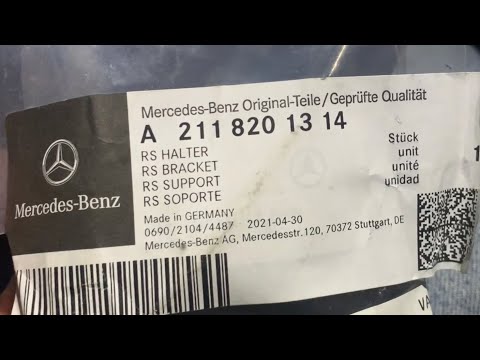 Mercedes-Benz Original-Teile/Geprüfte Qualität
A 211 820 13 14
RS HALTER
RS BRACKET
RS SUPPORT
RS SOPORTE
Stück
unit
unité
unidad
1
Made in GERMANY
0690/2104/4487 2021-04-30
Mercedes-Benz AG, Mercedesstr.120, 70372 Stuttgart, DE
Mercedes-Benz
VA